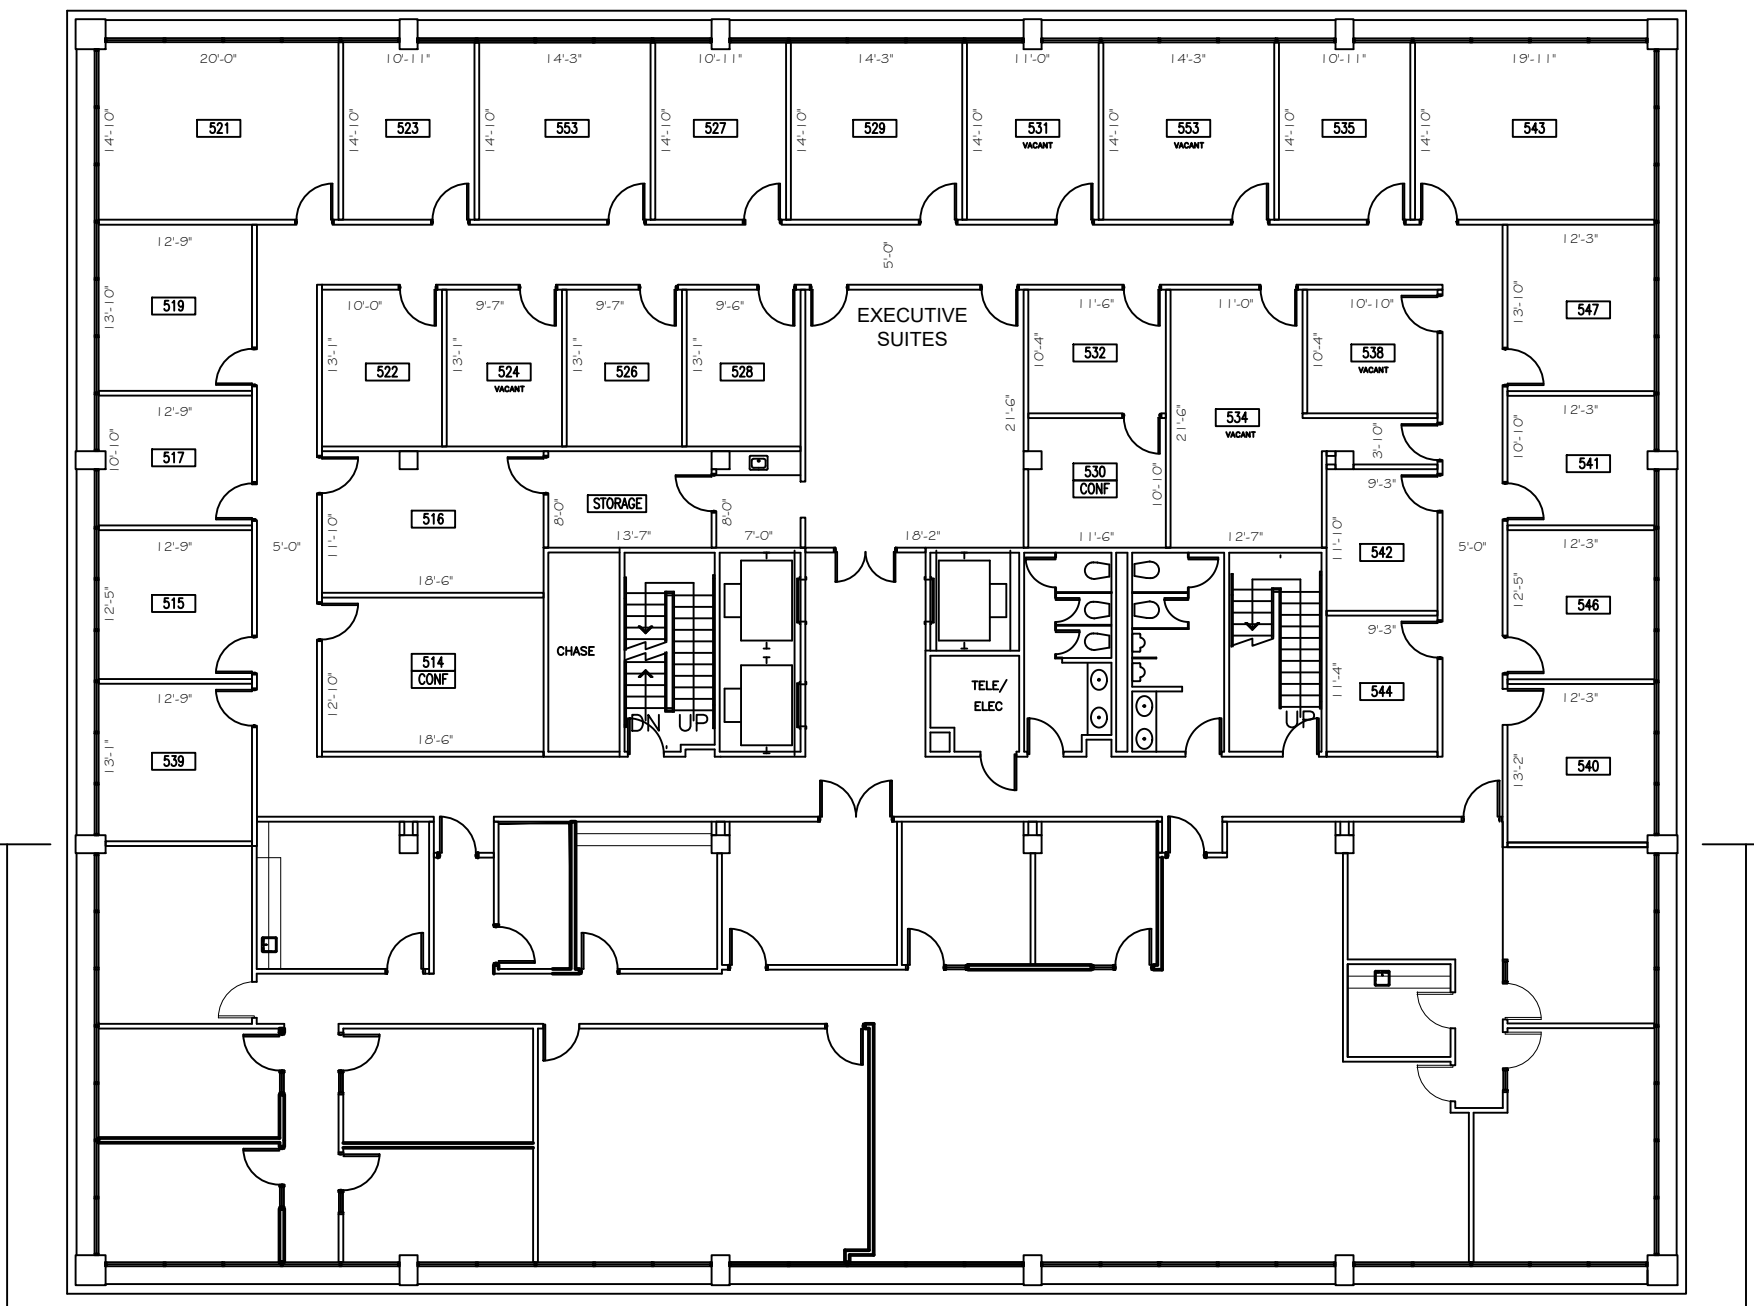 20'-0" 10'-11" 14'-3" 10'-11" 14'-3" 11'-0" 14'-3" 10'-11" 19'-11"
14'-10" 14'-10" 14'-10" 14'-10" 14'-10" 14'-10" 14'-10" 14'-10" 14'-10"
521 523 553 527 529 531 553 535 543
VACANT VACANT
12'-9" 5'-0" 12'-3"
13'-10" 519 13'-10" 547
10'-0" 9'-7" 9'-7" 9'-6" 11'-6" 11'-0" 10'-10"
EXECUTIVE
SUITES
13'-1" 13'-1" 13'-1" 13'-1" 10'-4" 532 10'-4" 538
VACANT
522 524 526 528
VACANT
12'-9" 21'-6" 21'-6" 534 12'-3"
VACANT
10'-10" 517 3'-10" 10'-10" 541
530
CONF
10'-10" 9'-3"
8'-0" STORAGE 8'-0"
11'-10" 516
13'-7" 7'-0" 18'-2" 11'-6" 12'-7"
12'-9" 5'-0" 11'-10" 542 5'-0" 12'-3"
18'-6"
12'-5" 515 12'-5" 546
9'-3"
CHASE
514
CONF
12'-10"
TELE/
ELEC
11'-4" 544
12'-9" 12'-3"
DN UP UP
18'-6"
13'-1" 539 13'-2" 540